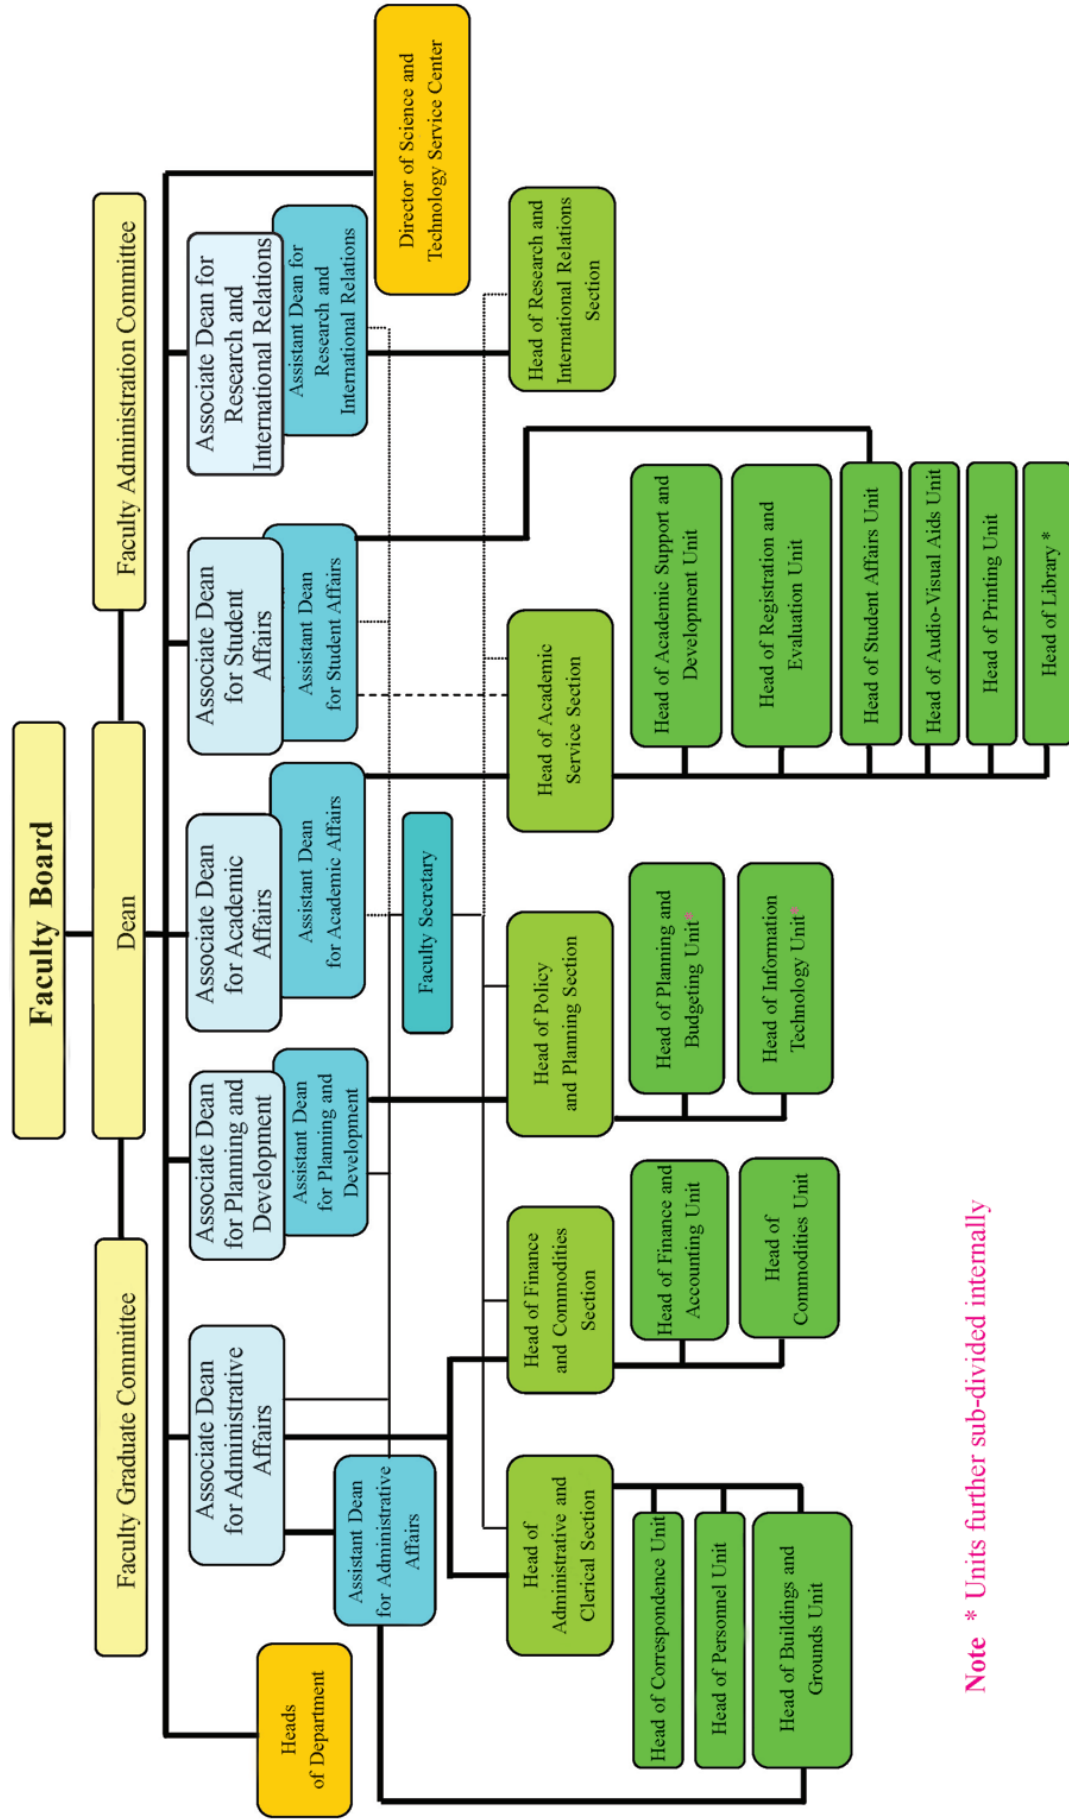 Faculty Board
Faculty Graduate Committee
Dean
Faculty Administration Committee
Heads
of Department
Associate Dean
for Administrative
Affairs
Associate Dean
for Planning and
Development
Associate Dean
for Academic
Affairs
Associate Dean
for Student
Affairs
Associate Dean for
Research and
International Relations
Assistant Dean
for Administrative
Affairs
Assistant Dean
for Planning and
Development
Assistant Dean
for Academic Affairs
Assistant Dean
for Student Affairs
Assistant Dean for
Research and
International Relations
Director of Science and
Technology Service Center
Faculty Secretary
Head of
Administrative and
Clerical Section
Head of Finance
and Commodities
Section
Head of Policy
and Planning Section
Head of Academic
Service Section
Head of Research and
International Relations
Section
Head of Correspondence Unit
Head of Personnel Unit
Head of Buildings and
Grounds Unit
Head of Finance and
Accounting Unit
Head of
Commodities Unit
Head of Planning and
Budgeting Unit*
Head of Information
Technology Unit*
Head of Academic Support and
Development Unit
Head of Registration and
Evaluation Unit
Head of Student Affairs Unit
Head of Audio-Visual Aids Unit
Head of Printing Unit
Head of Library *
Note * Units further sub-divided internally